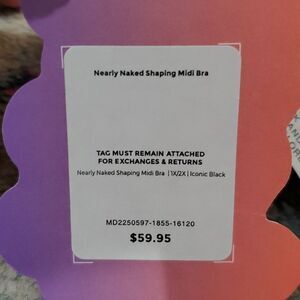 Nearly Naked Shaping Midi Bra
TAG MUST REMAIN ATTACHED
FOR EXCHANGES & RETURNS
Nearly Naked Shaping Midi Bra | 1X/2X | Iconic Black
MD2250597-1855-16120
$59.95